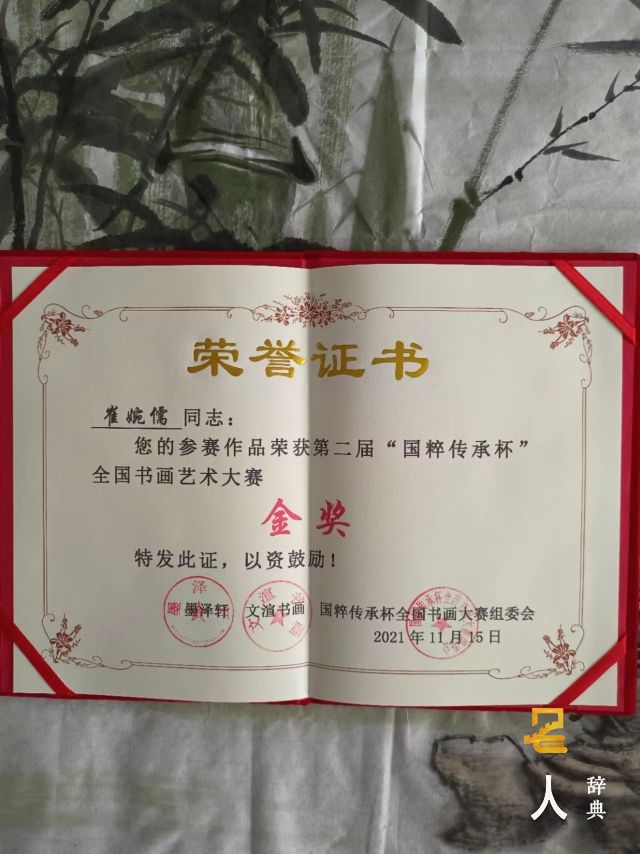 荣誉证书
崔婉儒 同志：
您的参赛作品荣获第二届“国粹传承杯”
全国书画艺术大赛
金奖
特发此证，以资鼓励！
墨泽轩 文渲书画 国粹传承杯全国书画大赛组委会
2021年11月15日
名人
辞典